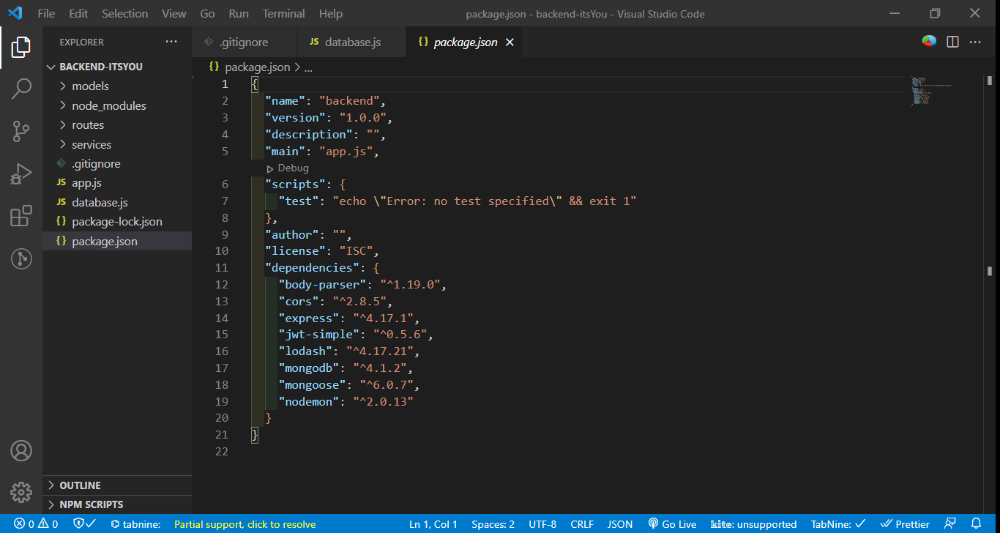 File Edit Selection View Go Run Terminal Help
package.json - backend-itsYou - Visual Studio Code
EXPLORER
BACKEND-ITSYOU
models
node_modules
routes
services
.gitignore
JS app.js
JS database.js
{} package-lock.json
{} package.json
OUTLINE
NPM SCRIPTS
.gitignore
JS database.js
{} package.json
{} package.json > ...
1 {
2 "name": "backend",
3 "version": "1.0.0",
4 "description": "",
5 "main": "app.js",
Debug
6 "scripts": {
7 "test": "echo \"Error: no test specified\" && exit 1"
8 },
9 "author": "",
10 "license": "ISC",
11 "dependencies": {
12 "body-parser": "^1.19.0",
13 "cors": "^2.8.5",
14 "express": "^4.17.1",
15 "jwt-simple": "^0.5.6",
16 "lodash": "^4.17.21",
17 "mongodb": "^4.1.2",
18 "mongoose": "^6.0.7",
19 "nodemon": "^2.0.13"
20 }
21 }
22
0 0 tabnine: Partial support, click to resolve Ln 1, Col 1 Spaces: 2 UTF-8 CRLF JSON Go Live kite: unsupported TabNine: Prettier